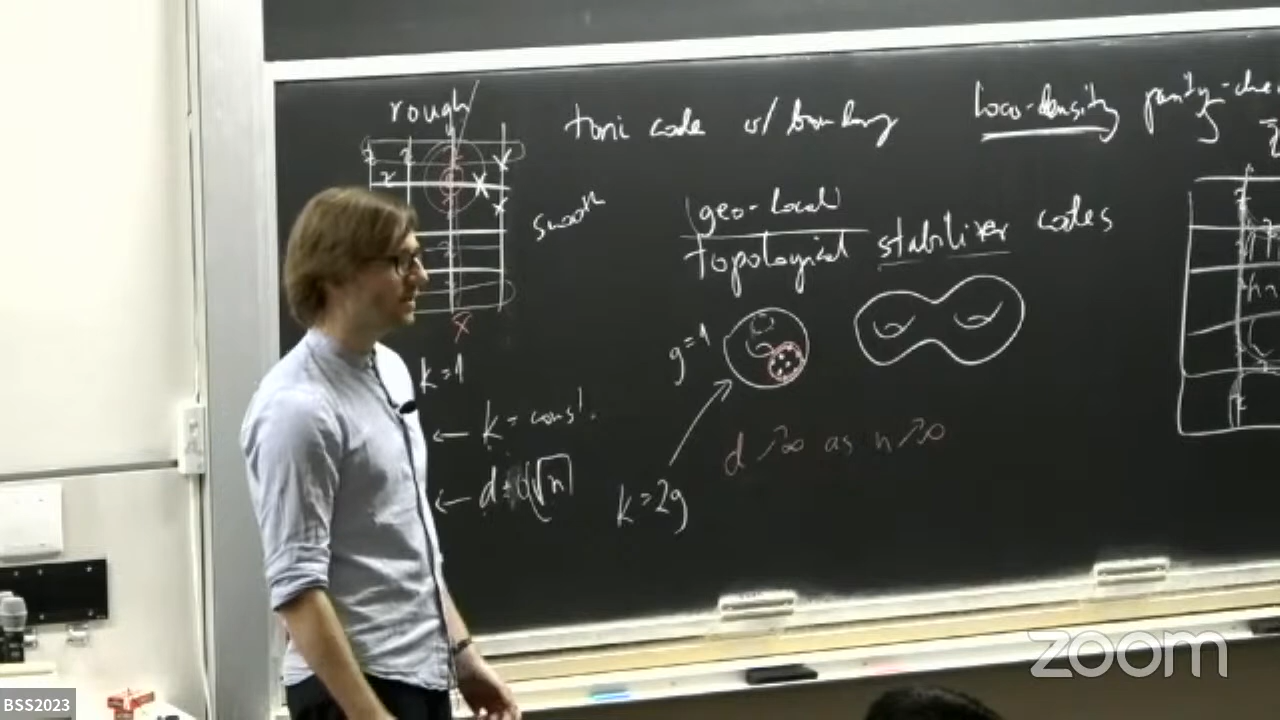 rough
toric code w/ boundary
low-density parity-che
smooth
geo-local
topological stabilizer codes
g=1
k=1
k = const.
d ↗∞ as n ↗∞
k=2g
zoom
BSS2023